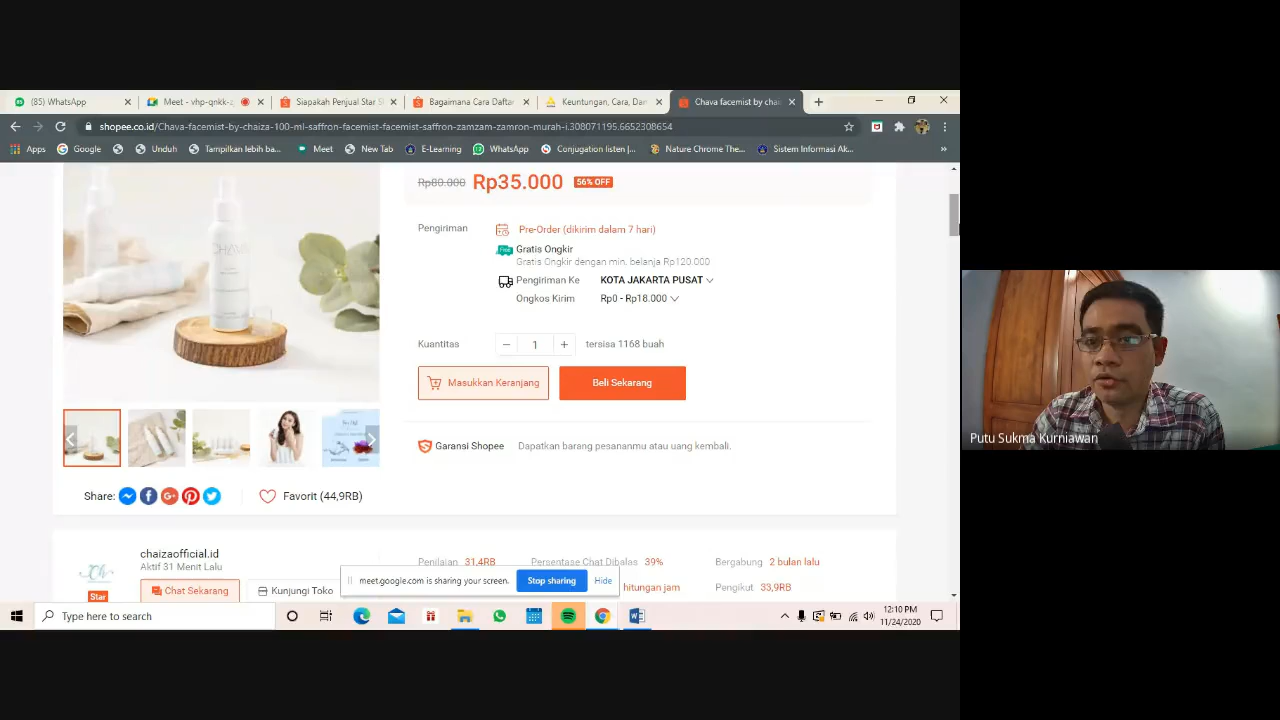 (85) WhatsApp
Meet - vhp-qnkk-z
Siapakah Penjual Star S
Bagaimana Cara Daftar
Keuntungan, Cara, Dan
Chava facemist by chai
shopee.co.id/Chava-facemist-by-chaiza-100-ml-saffron-facemist-facemist-saffron-zamzam-zamron-murah-i.308071195.6652308654
Apps
Google
Unduh
Tampilkan lebih ba...
Meet
New Tab
E-Learning
WhatsApp
Conjugation listen |...
Nature Chrome The...
Sistem Informasi Ak...
»
Rp80.000 Rp35.000 56% OFF
Pengiriman
Pre-Order (dikirim dalam 7 hari)
Gratis Ongkir
Gratis Ongkir dengan min. belanja Rp120.000
Pengiriman Ke KOTA JAKARTA PUSAT
Ongkos Kirim Rp0 - Rp18.000
Kuantitas
1
tersisa 1168 buah
Masukkan Keranjang
Beli Sekarang
Garansi Shopee
Dapatkan barang pesananmu atau uang kembali.
Share:
Favorit (44,9RB)
chaizaofficial.id
Aktif 31 Menit Lalu
Ch
Star
Chat Sekarang
Kunjungi Toko
Penilaian 31,4RB
Persentase Chat Dibalas 39%
Bergabung 2 bulan lalu
hitungan jam
Pengikut 33,9RB
meet.google.com is sharing your screen.
Stop sharing
Hide
Type here to search
12:10 PM
11/24/2020
Putu Sukma Kurniawan